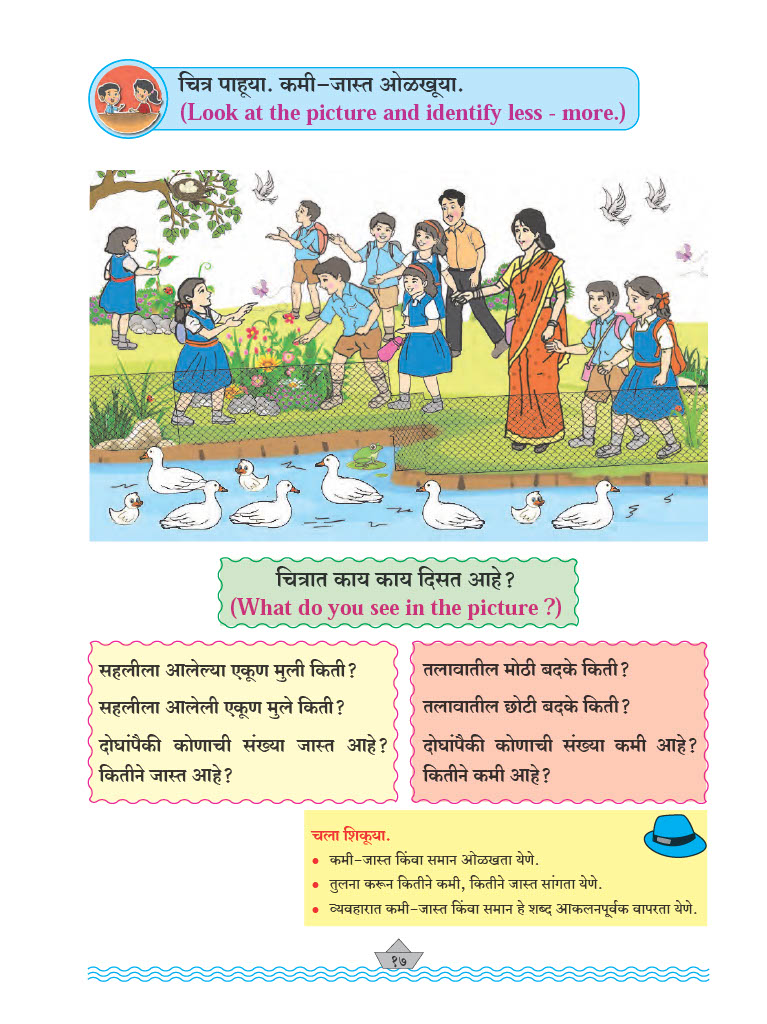 चित्र पाहूया. कमी-जास्त ओळखूया.
(Look at the picture and identify less - more.)
चित्रात काय काय दिसत आहे?
(What do you see in the picture ?)
सहलीला आलेल्या एकूण मुली किती?
सहलीला आलेली एकूण मुले किती?
दोघांपैकी कोणाची संख्या जास्त आहे?
कितीने जास्त आहे?
तलावातील मोठी बदके किती?
तलावातील छोटी बदके किती?
दोघांपैकी कोणाची संख्या कमी आहे?
कितीने कमी आहे?
चला शिकूया.
• कमी-जास्त किंवा समान ओळखता येणे.
• तुलना करून कितीने कमी, कितीने जास्त सांगता येणे.
• व्यवहारात कमी-जास्त किंवा समान हे शब्द आकलनपूर्वक वापरता येणे.
१७